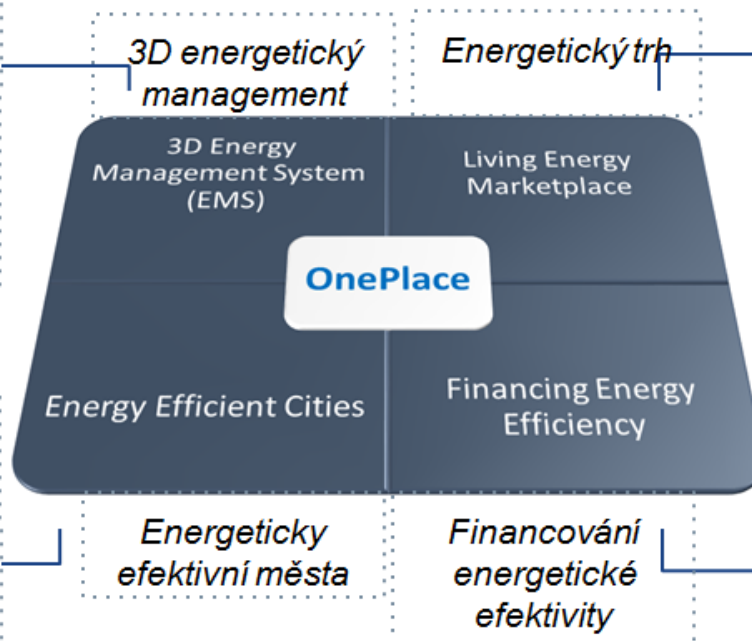 3D energetický
management
Energetický trh
3D Energy
Management System
(EMS)
Living Energy
Marketplace
OnePlace
Energy Efficient Cities
Financing Energy
Efficiency
Energeticky
efektivní města
Financování
energetické
efektivity